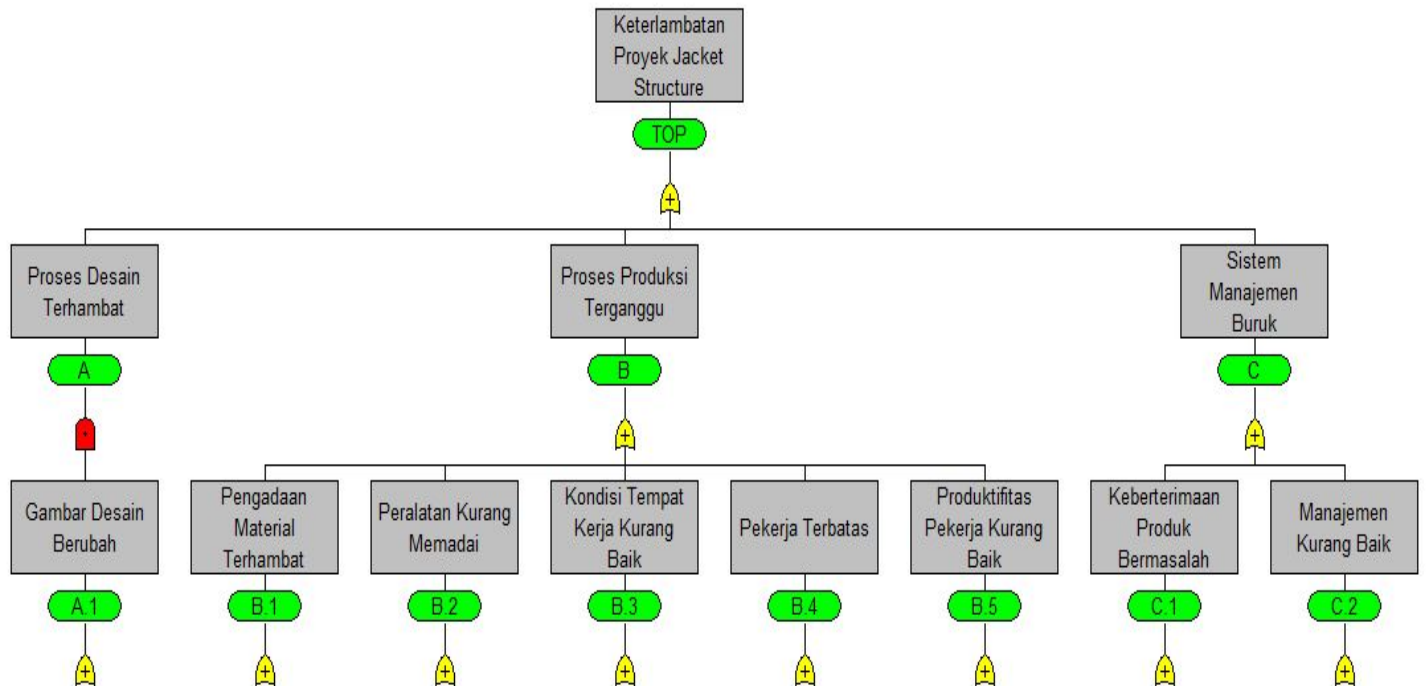 Keterlambatan
Proyek Jacket
Structure
TOP
+
Proses Desain
Terhambat
Proses Produksi
Terganggu
Sistem
Manajemen
Buruk
A
B
C
+
+
Gambar Desain
Berubah
Pengadaan
Material
Terhambat
Peralatan Kurang
Memadai
Kondisi Tempat
Kerja Kurang
Baik
Pekerja Terbatas
Produktifitas
Pekerja Kurang
Baik
Keberterimaan
Produk
Bermasalah
Manajemen
Kurang Baik
A.1
B.1
B.2
B.3
B.4
B.5
C.1
C.2
+
+
+
+
+
+
+
+